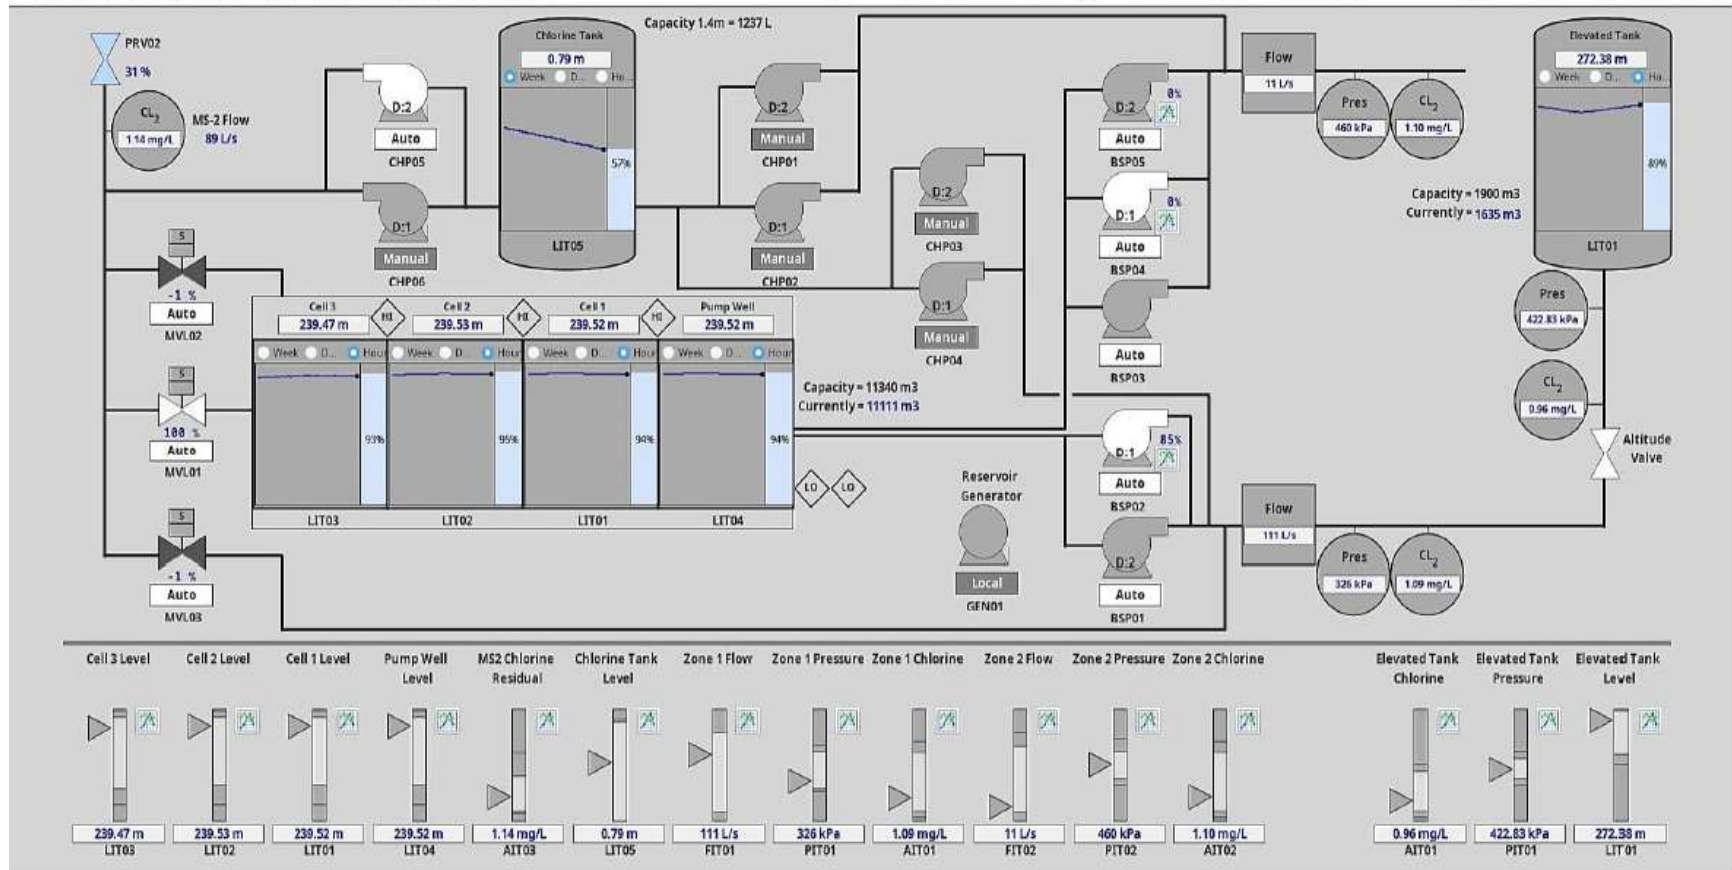 PRV02
31 %
CL2
1.14 mg/L
MS-2 Flow
89 L/s
D:2
Auto
CHP05
D:1
Manual
CHP06
Chlorine Tank
0.79 m
Week D... Ho...
57%
LIT05
Capacity 1.4m = 1237 L
D:2
Manual
CHP01
D:1
Manual
CHP02
D:2
Manual
CHP03
D:1
Manual
CHP04
D:2
0%
Auto
BSP05
D:1
0%
Auto
BSP04
Auto
BSP03
D:1
85%
Auto
BSP02
D:2
Auto
BSP01
Flow
11 L/s
Pres
460 kPa
CL2
1.10 mg/L
Elevated Tank
272.38 m
Week D... Ho...
89%
LIT01
Capacity = 1900 m3
Currently = 1635 m3
Pres
422.83 kPa
CL2
0.96 mg/L
Altitude
Valve
S
-1 %
Auto
MVL02
S
100 %
Auto
MVL01
S
-1 %
Auto
MVL03
Cell 3 HI Cell 2 HI Cell 1 HI Pump Well
239.47 m 239.53 m 239.52 m 239.52 m
Week D... Hour Week D... Hour Week D... Hour Week D... Hour
93% 95% 94% 94%
LIT03 LIT02 LIT01 LIT04
Capacity = 11340 m3
Currently = 11111 m3
LO LO
Reservoir
Generator
Local
GEN01
Flow
111 L/s
Pres
326 kPa
CL2
1.09 mg/L
Cell 3 Level
239.47 m
LIT03
Cell 2 Level
239.53 m
LIT02
Cell 1 Level
239.52 m
LIT01
Pump Well
Level
239.52 m
LIT04
MS2 Chlorine
Residual
1.14 mg/L
AIT03
Chlorine Tank
Level
0.79 m
LIT05
Zone 1 Flow
111 L/s
FIT01
Zone 1 Pressure
326 kPa
PIT01
Zone 1 Chlorine
1.09 mg/L
AIT01
Zone 2 Flow
11 L/s
FIT02
Zone 2 Pressure
460 kPa
PIT02
Zone 2 Chlorine
1.10 mg/L
AIT02
Elevated Tank
Chlorine
0.96 mg/L
AIT01
Elevated Tank
Pressure
422.83 kPa
PIT01
Elevated Tank
Level
272.38 m
LIT01